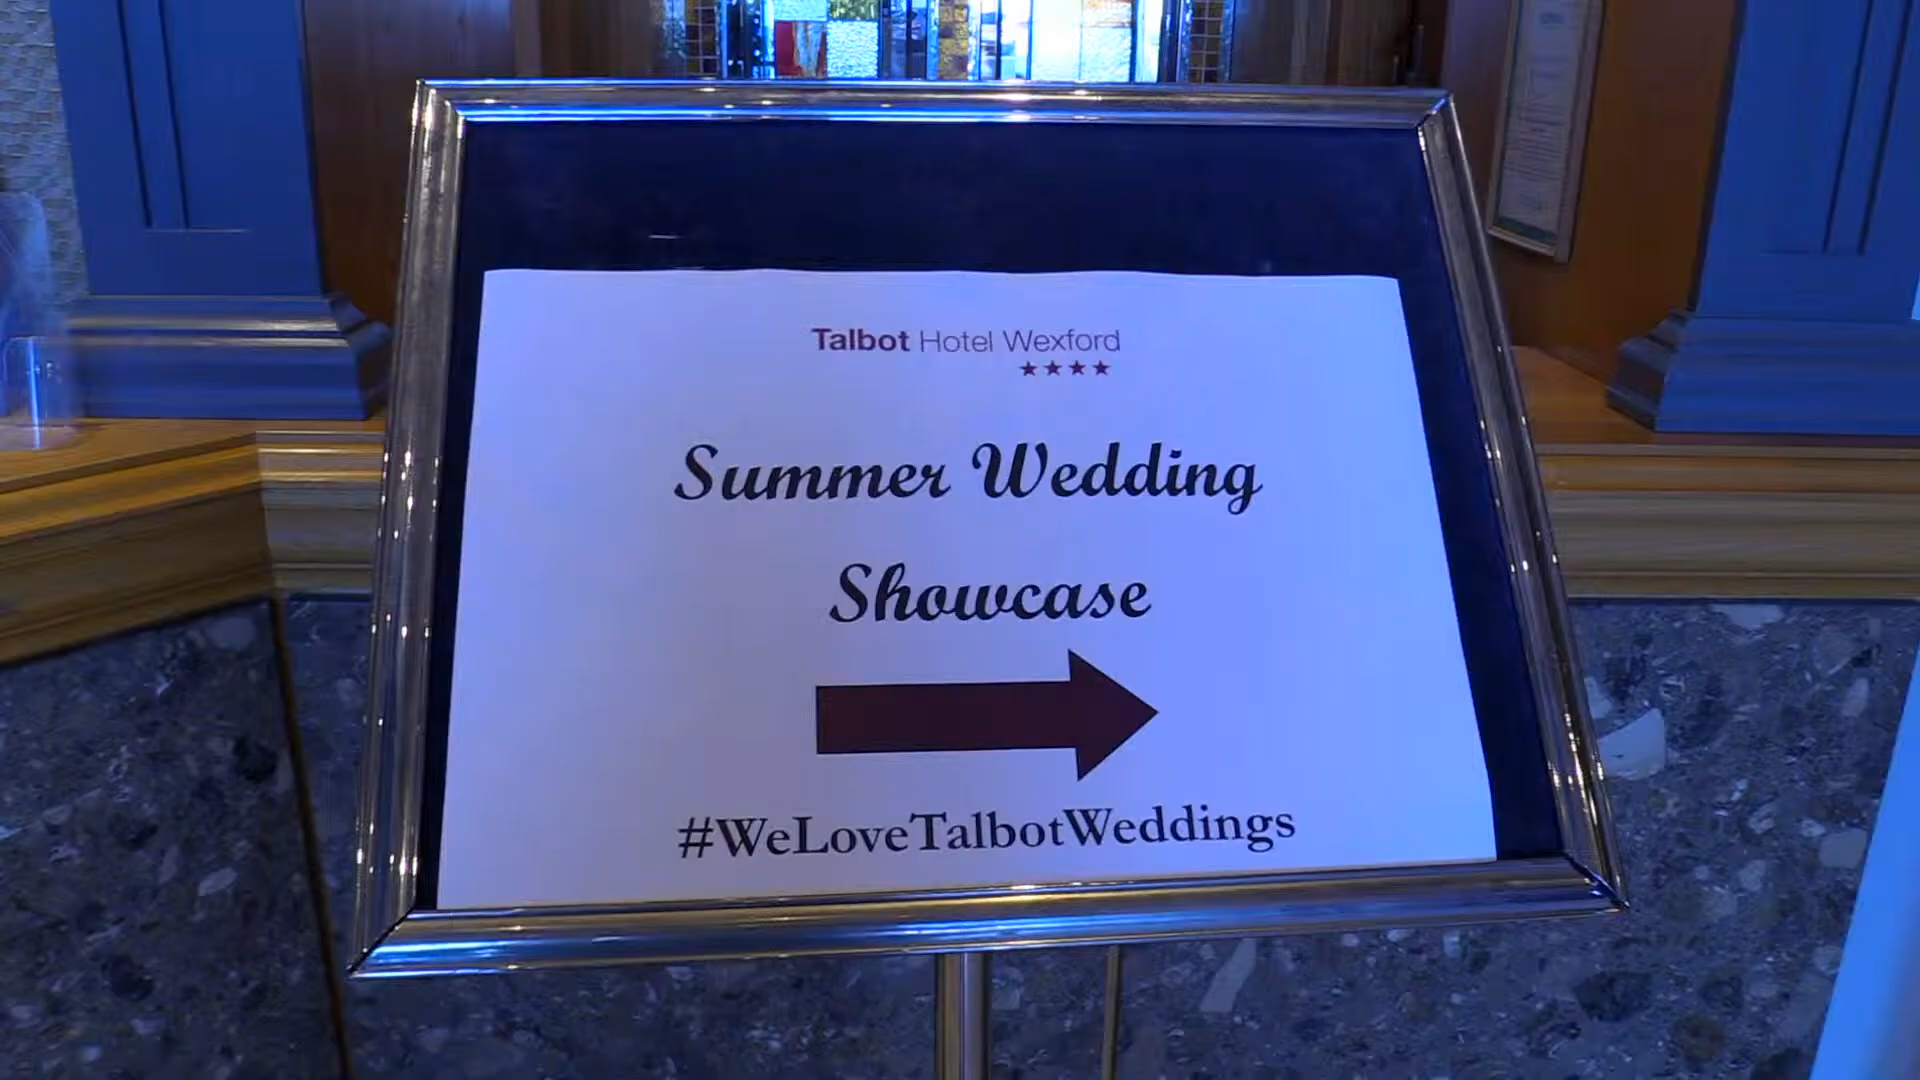 Talbot Hotel Wexford
★★★★
Summer Wedding
Showcase
#WeLoveTalbotWeddings